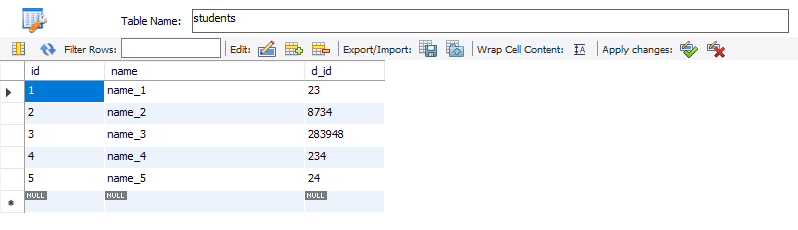 Table Name: students
Filter Rows: Edit: Export/Import: Wrap Cell Content: IA Apply changes:
id name d_id
1 name_1 23
2 name_2 8734
3 name_3 283948
4 name_4 234
5 name_5 24
NULL NULL NULL